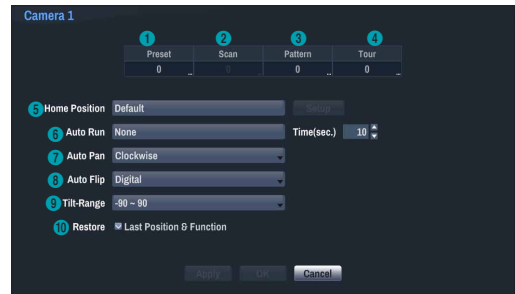 Camera 1
1 2 3 4
Preset Scan Pattern Tour
0 ... 0 ... 0 ... 0 ...
5 Home Position Default Setup
6 Auto Run None Time(sec.) 10
7 Auto Pan Clockwise
8 Auto Flip Digital
9 Tilt-Range -90 ~ 90
10 Restore Last Position & Function
Apply OK Cancel